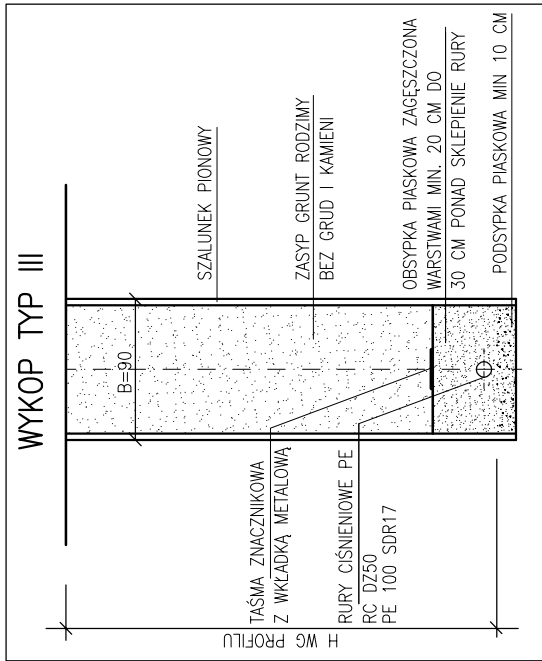 WYKOP TYP III
B=90
SZALUNEK PIONOWY
ZASYP GRUNT RODZIMY
BEZ GRUD I KAMIENI
OBSYPKA PIASKOWA ZAGĘSZCZONA
WARSTWAMI MIN. 20 CM DO
30 CM PONAD SKLEPIENIE RURY
PODSYPKA PIASKOWA MIN 10 CM
TAŚMA ZNACZNIKOWA
Z WKŁADKĄ METALOWĄ
RURY CIŚNIENIOWE PE
RC DZ50
PE 100 SDR17
H WG PROFILU